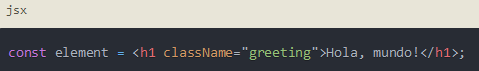 jsx
const element = <h1 className="greeting">Hola, mundo!</h1>;